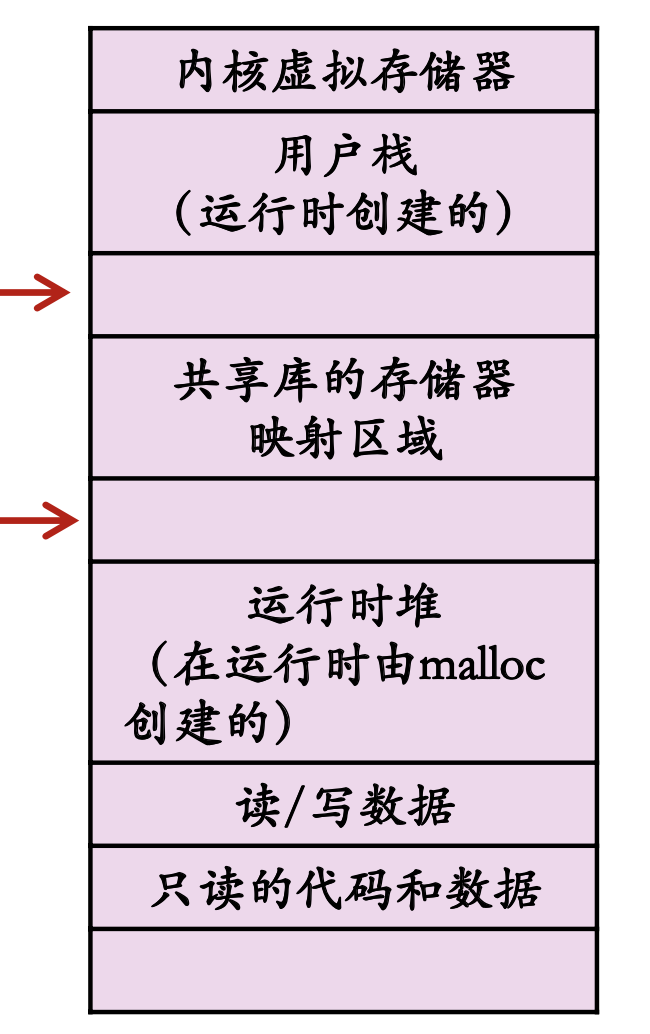 内核虚拟存储器
用户栈
（运行时创建的）
共享库的存储器
映射区域
运行时堆
（在运行时由malloc
创建的）
读/写数据
只读的代码和数据